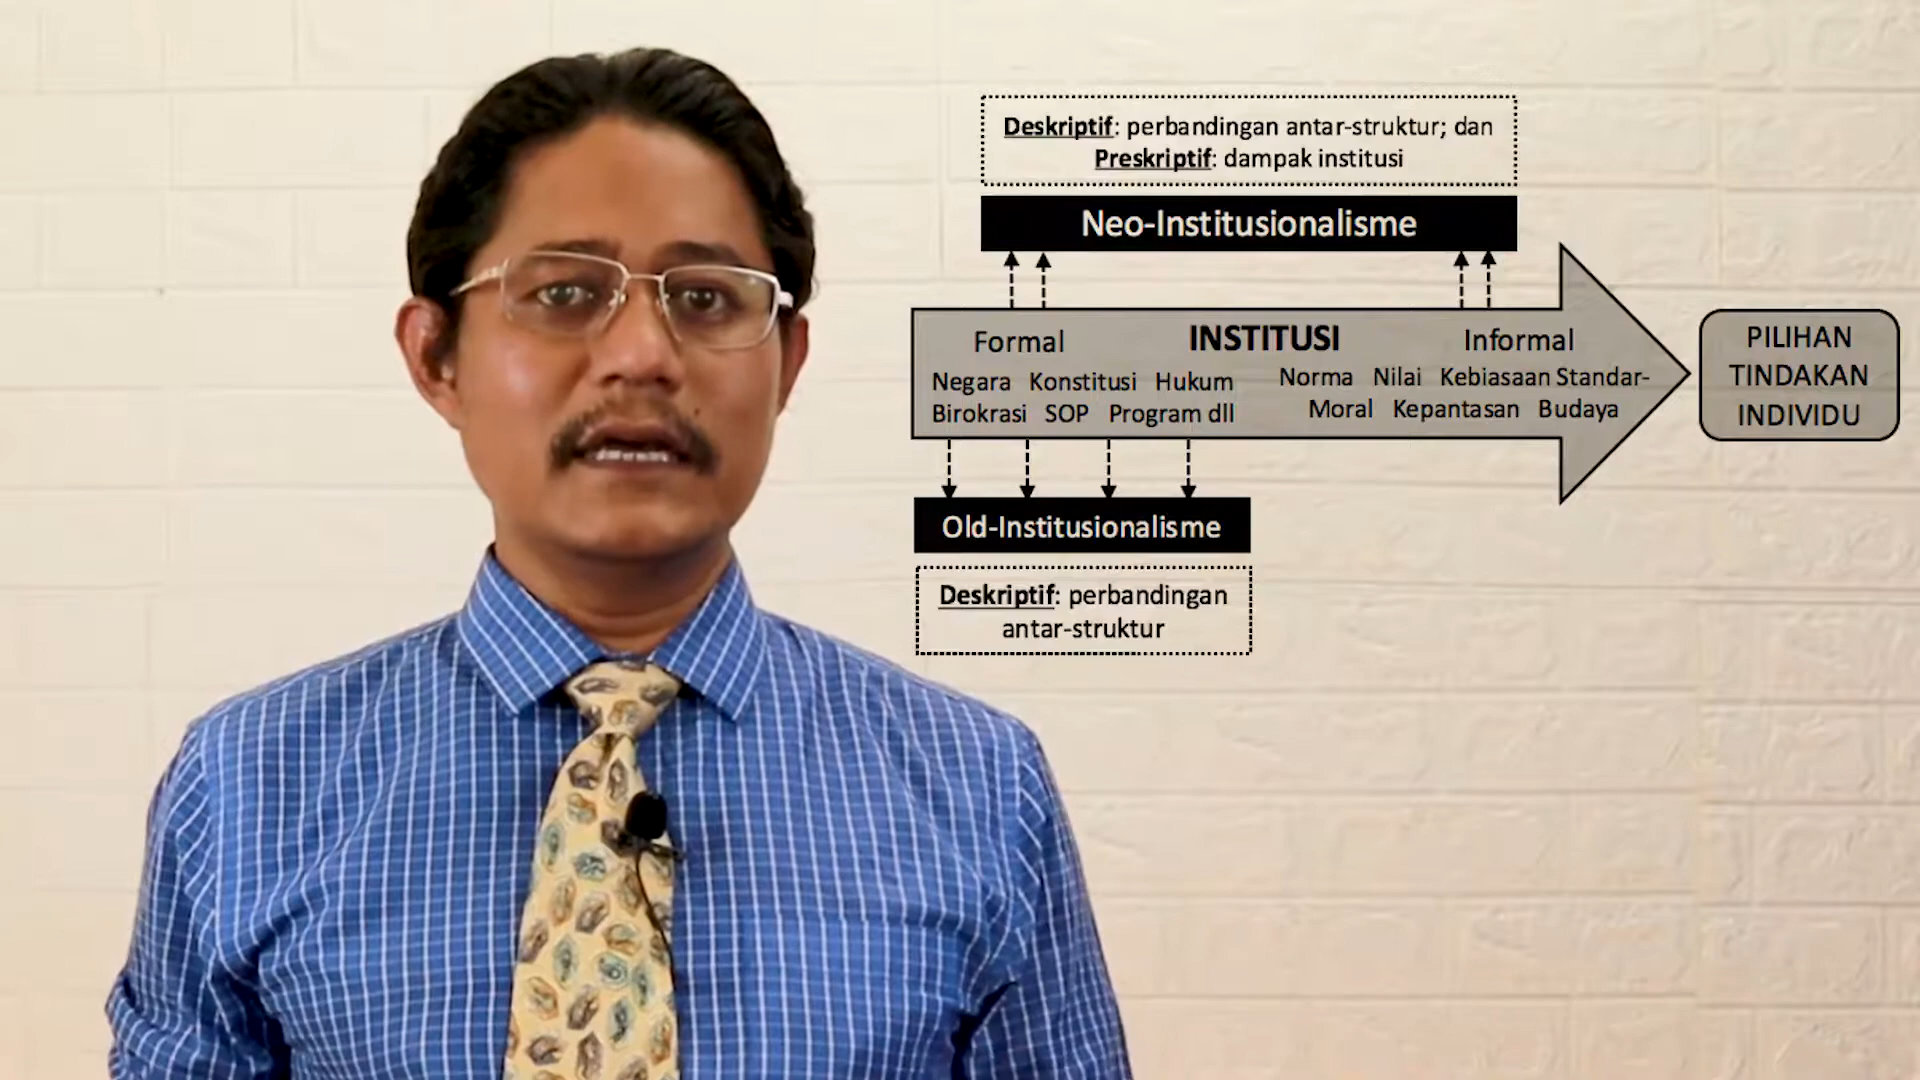 Deskriptif: perbandingan antar-struktur; dan
Preskriptif: dampak institusi
Neo-Institusionalisme
Formal
INSTITUSI
Informal
Negara Konstitusi Hukum
Birokrasi SOP Program dll
Norma Nilai Kebiasaan Standar-
Moral Kepantasan Budaya
PILIHAN
TINDAKAN
INDIVIDU
Old-Institusionalisme
Deskriptif: perbandingan
antar-struktur